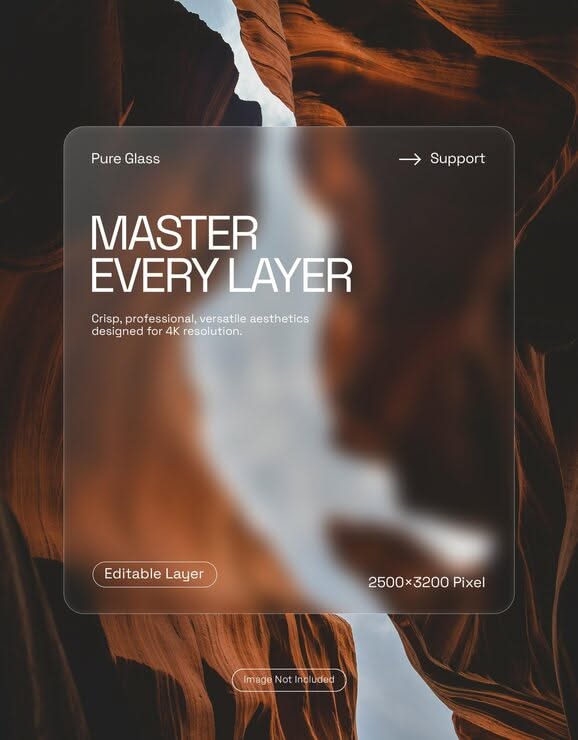 Pure Glass
→ Support
MASTER
EVERY LAYER
Crisp, professional, versatile aesthetics
designed for 4K resolution.
Editable Layer
2500×3200 Pixel
Image Not Included